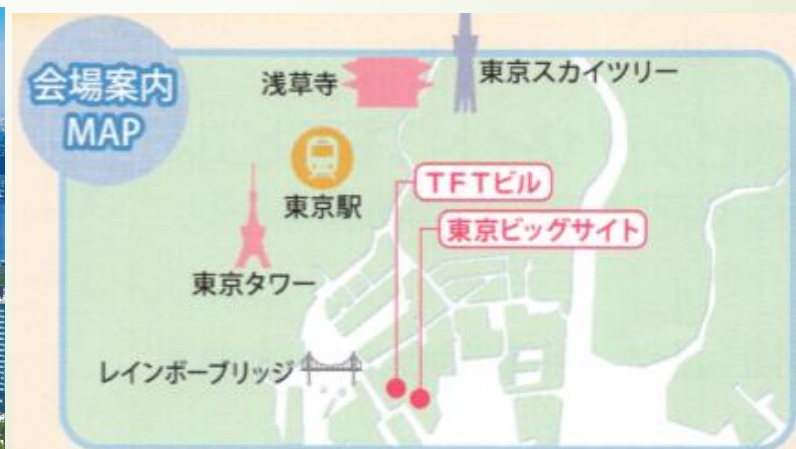 会場案内
MAP
浅草寺
東京スカイツリー
東京駅
TFTビル
東京ビッグサイト
東京タワー
レインボーブリッジ